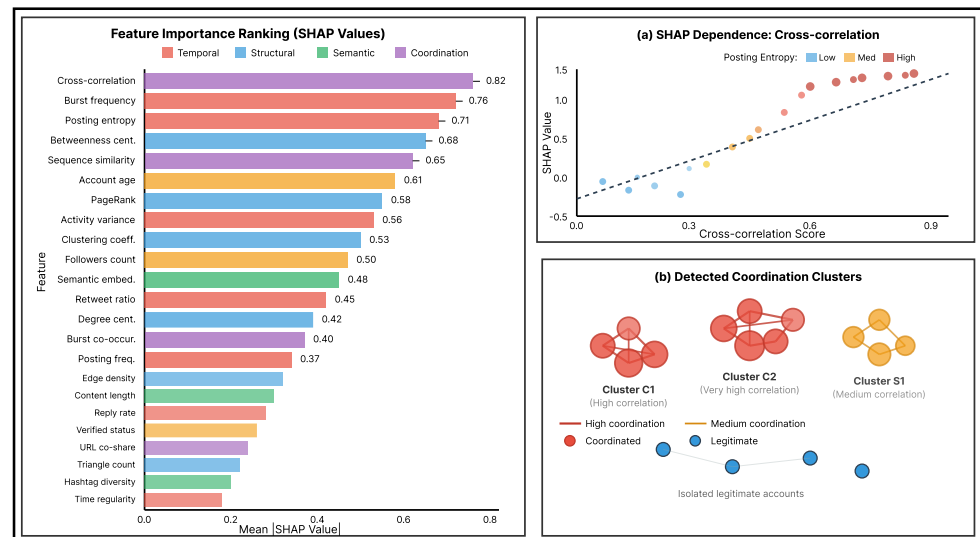 Feature Importance Ranking (SHAP Values)
Temporal Structural Semantic Coordination
Cross-correlation 0.82
Burst frequency 0.76
Posting entropy 0.71
Betweenness cent. 0.68
Sequence similarity 0.65
Account age 0.61
PageRank 0.58
Activity variance 0.56
Clustering coeff. 0.53
Followers count 0.50
Semantic embed. 0.48
Retweet ratio 0.45
Degree cent. 0.42
Burst co-occur. 0.40
Posting freq. 0.37
Edge density
Content length
Reply rate
Verified status
URL co-share
Triangle count
Hashtag diversity
Time regularity
Feature
0.0 0.2 0.4 0.6 0.8
Mean |SHAP Value|
(a) SHAP Dependence: Cross-correlation
Posting Entropy: Low Med High
1.5
1.0
0.5
0.0
-0.5
SHAP Value
0.0 0.3 0.6 0.9
Cross-correlation Score
(b) Detected Coordination Clusters
Cluster C1
(High correlation)
Cluster C2
(Very high correlation)
Cluster S1
(Medium correlation)
High coordination Medium coordination
Coordinated Legitimate
Isolated legitimate accounts